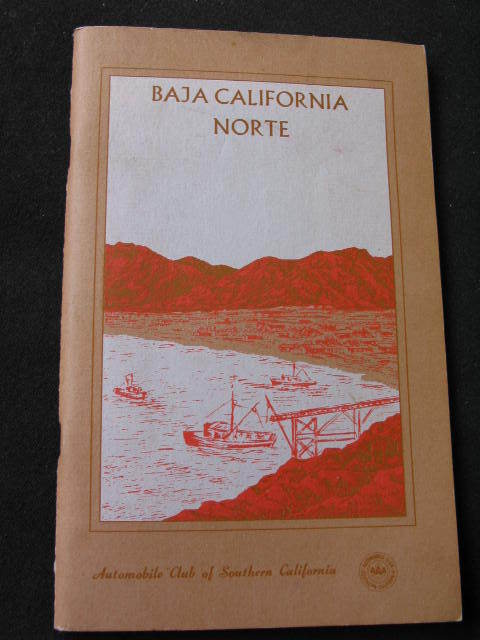 BAJA CALIFORNIA
NORTE
Automobile Club of Southern California